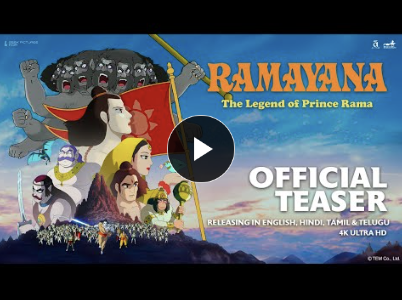 RAMAYANA
The Legend of Prince Rama
OFFICIAL
TEASER
RELEASING IN ENGLISH, HINDI, TAMIL & TELUGU
4K ULTRA HD
© TEM Co., Ltd.